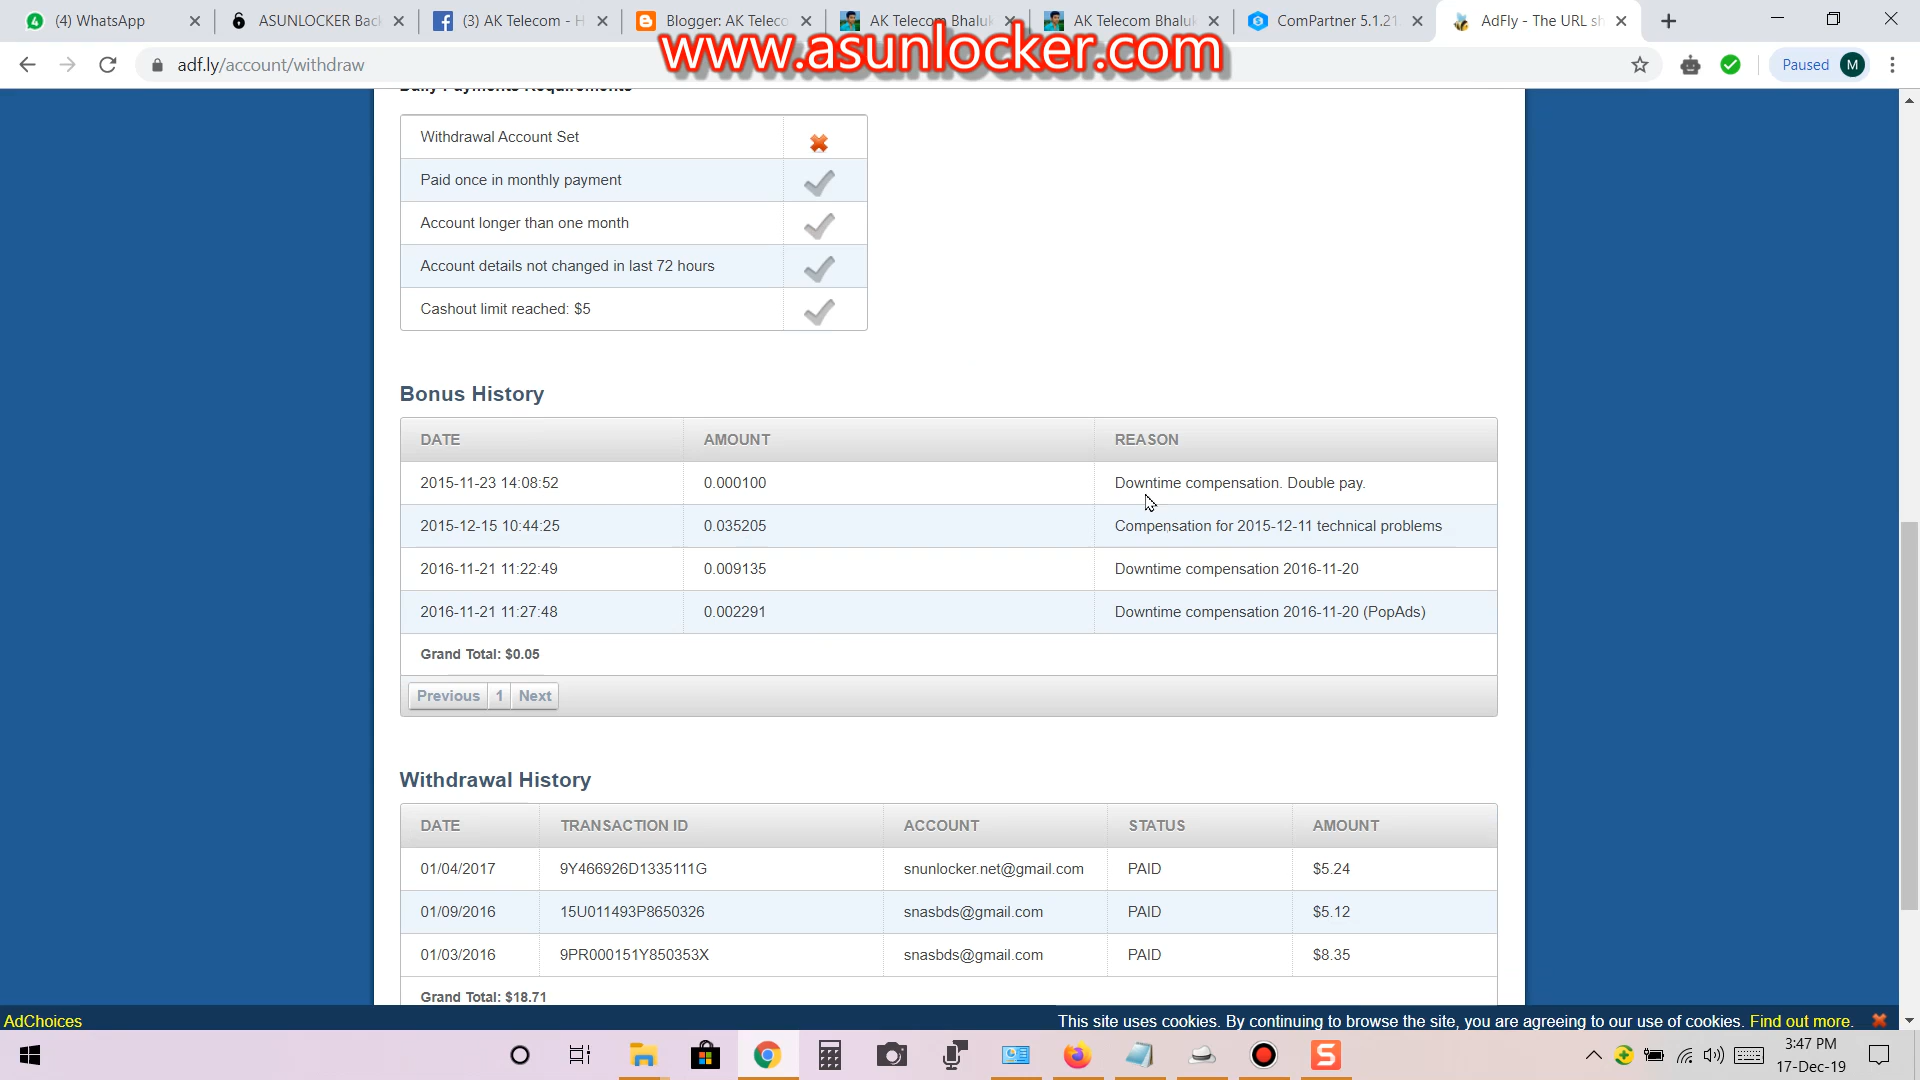 (4) WhatsApp
ASUNLOCKER Back
(3) AK Telecom - H
Blogger: AK Teleco
AK Telecom Bhaluk
AK Telecom Bhaluk
ComPartner 5.1.21.
AdFly - The URL sh
www.asunlocker.com
adf.ly/account/withdraw
Paused
M
Daily Payments Requirements
Withdrawal Account Set
Paid once in monthly payment
Account longer than one month
Account details not changed in last 72 hours
Cashout limit reached: $5
Bonus History
DATE AMOUNT REASON
2015-11-23 14:08:52 0.000100 Downtime compensation. Double pay.
2015-12-15 10:44:25 0.035205 Compensation for 2015-12-11 technical problems
2016-11-21 11:22:49 0.009135 Downtime compensation 2016-11-20
2016-11-21 11:27:48 0.002291 Downtime compensation 2016-11-20 (PopAds)
Grand Total: $0.05
Previous 1 Next
Withdrawal History
DATE TRANSACTION ID ACCOUNT STATUS AMOUNT
01/04/2017 9Y466926D1335111G snunlocker.net@gmail.com PAID $5.24
01/09/2016 15U011493P8650326 snasbds@gmail.com PAID $5.12
01/03/2016 9PR000151Y850353X snasbds@gmail.com PAID $8.35
Grand Total: $18.71
AdChoices
This site uses cookies. By continuing to browse the site, you are agreeing to our use of cookies. Find out more.
3:47 PM
17-Dec-19